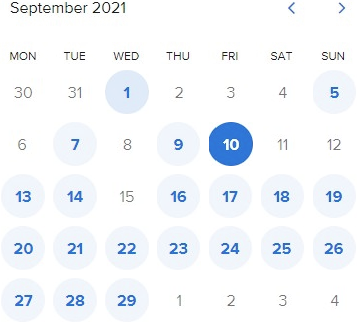 September 2021
MON TUE WED THU FRI SAT SUN
30 31 1 2 3 4 5
6 7 8 9 10 11 12
13 14 15 16 17 18 19
20 21 22 23 24 25 26
27 28 29 1 2 3 4